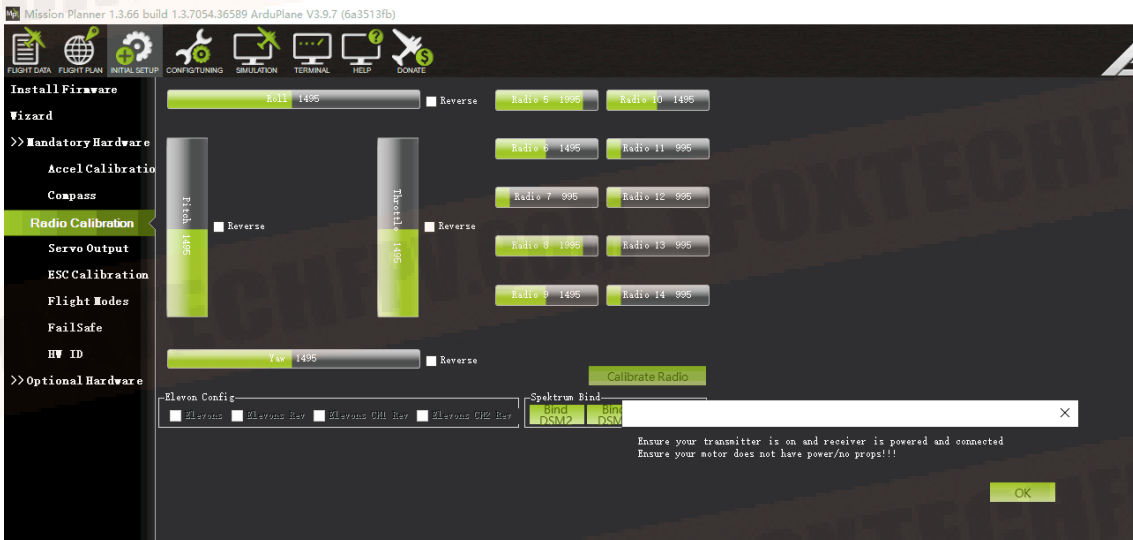 Mission Planner 1.3.66 build 1.3.7054.36589 ArduPlane V3.9.7 (6a3513fb)
FLIGHT DATA FLIGHT PLAN INITIAL SETUP CONFIG/TUNING SIMULATION TERMINAL HELP DONATE
Install Firmware
Wizard
>> Mandatory Hardware
Accel Calibratio
Compass
Radio Calibration
Servo Output
ESC Calibration
Flight Modes
FailSafe
HW ID
>> Optional Hardware
Roll 1495
Reverse
Pitch 1495
Reverse
Throttle 1495
Reverse
Yaw 1495
Reverse
Radio 5 1995
Radio 10 1495
Radio 6 1495
Radio 11 995
Radio 7 995
Radio 12 995
Radio 8 1995
Radio 13 995
Radio 9 1495
Radio 14 995
Calibrate Radio
Elevon Config
Elevons Elevons Rev Elevons CH1 Rev Elevons CH2 Rev
Spektrum Bind
Bind DSM2
Bin DSM
Ensure your transmitter is on and receiver is powered and connected
Ensure your motor does not have power/no props!!!
OK